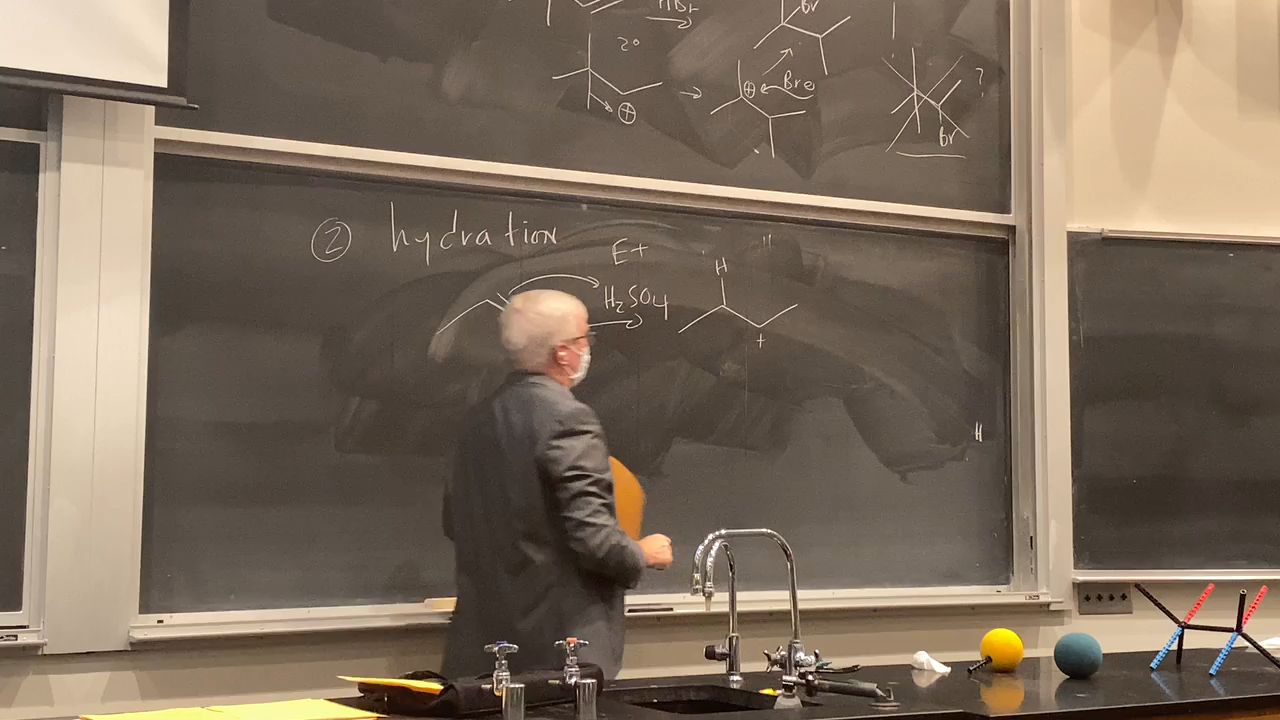 HBr
Br
2°
⊕ Br⊖
?
⊕
Br
② hydration
E+
H
H₂SO₄
+
H